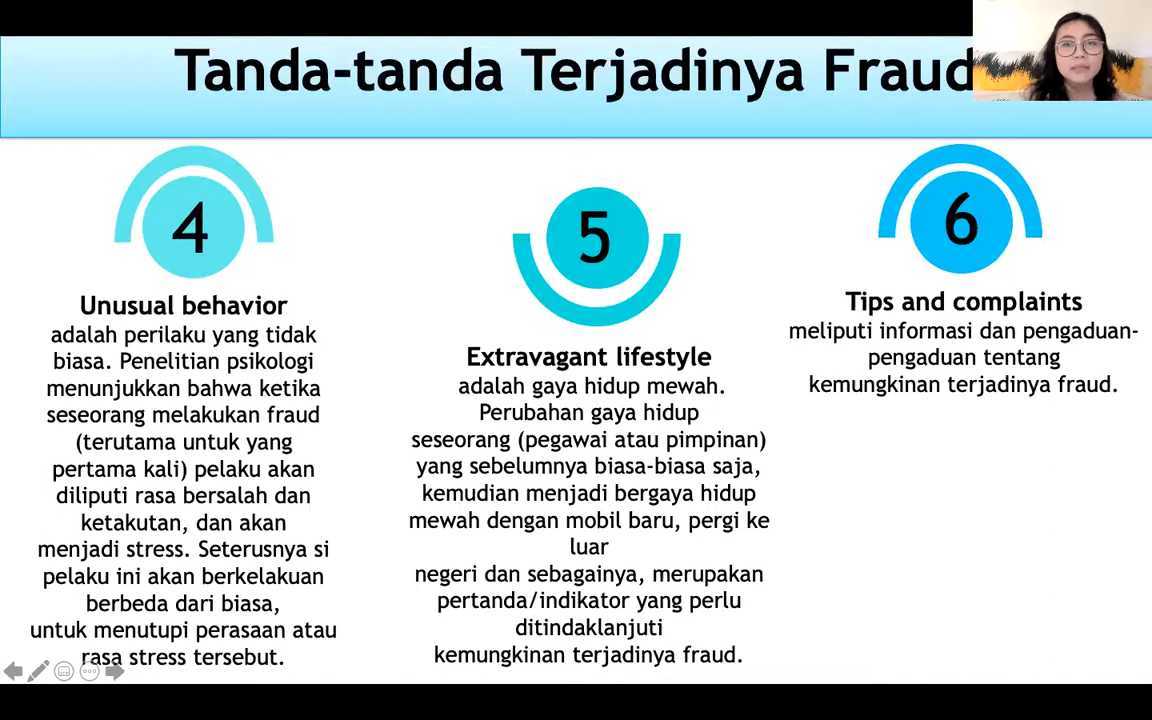 Tanda-tanda Terjadinya Fraud
4
Unusual behavior
adalah perilaku yang tidak
biasa. Penelitian psikologi
menunjukkan bahwa ketika
seseorang melakukan fraud
(terutama untuk yang
pertama kali) pelaku akan
diliputi rasa bersalah dan
ketakutan, dan akan
menjadi stress. Seterusnya si
pelaku ini akan berkelakuan
berbeda dari biasa,
untuk menutupi perasaan atau
rasa stress tersebut.
5
Extravagant lifestyle
adalah gaya hidup mewah.
Perubahan gaya hidup
seseorang (pegawai atau pimpinan)
yang sebelumnya biasa-biasa saja,
kemudian menjadi bergaya hidup
mewah dengan mobil baru, pergi ke
luar
negeri dan sebagainya, merupakan
pertanda/indikator yang perlu
ditindaklanjuti
kemungkinan terjadinya fraud.
6
Tips and complaints
meliputi informasi dan pengaduan-
pengaduan tentang
kemungkinan terjadinya fraud.